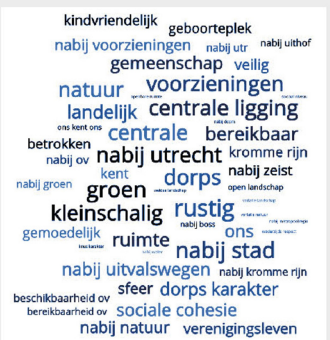 kindvriendelijk
geboorteplek
nabij voorzieningen nabij utr nabij uithof
gemeenschap veilig
natuur voorzieningen
landelijk centrale ligging
ons kent ons
centrale bereikbaar
betrokken
nabij utrecht kromme rijn
nabij ov
kent dorps nabij zeist
nabij groen
groen open landschap
kleinschalig rustig
nabij boss
gemoedelijk ruimte ons
nabij stad
nabij uitvalswegen nabij kromme rijn
sfeer dorps karakter
beschikbaarheid ov
bereikbaarheid ov sociale cohesie
nabij natuur verenigingsleven